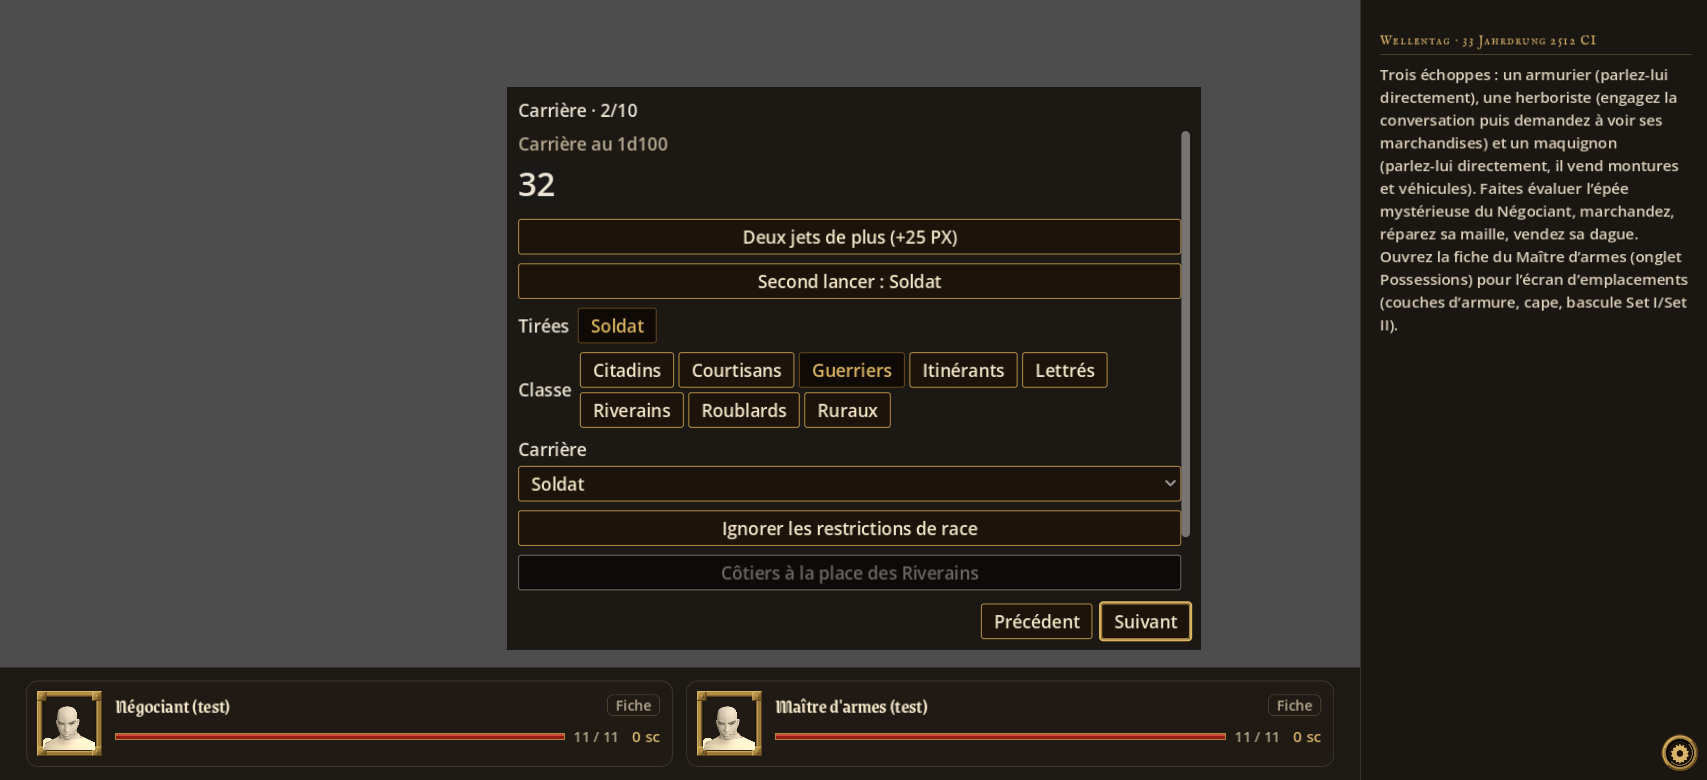 Carrière · 2/10
Carrière au 1d100
32
Deux jets de plus (+25 PX)
Second lancer : Soldat
Tirées Soldat
Classe Citadins Courtisans Guerriers Itinérants Lettrés
Riverains Roublards Ruraux
Carrière
Soldat
Ignorer les restrictions de race
Côtiers à la place des Riverains
Précédent Suivant
Négociant (test) Fiche
11 / 11 0 sc
Maître d'armes (test) Fiche
11 / 11 0 sc
Wellentag · 33 Jahrdrung 2512 CI
Trois échoppes : un armurier (parlez-lui
directement), une herboriste (engagez la
conversation puis demandez à voir ses
marchandises) et un maquignon
(parlez-lui directement, il vend montures
et véhicules). Faites évaluer l’épée
mystérieuse du Négociant, marchandez,
réparez sa maille, vendez sa dague.
Ouvrez la fiche du Maître d’armes (onglet
Possessions) pour l’écran d’emplacements
(couches d’armure, cape, bascule Set I/Set
II).